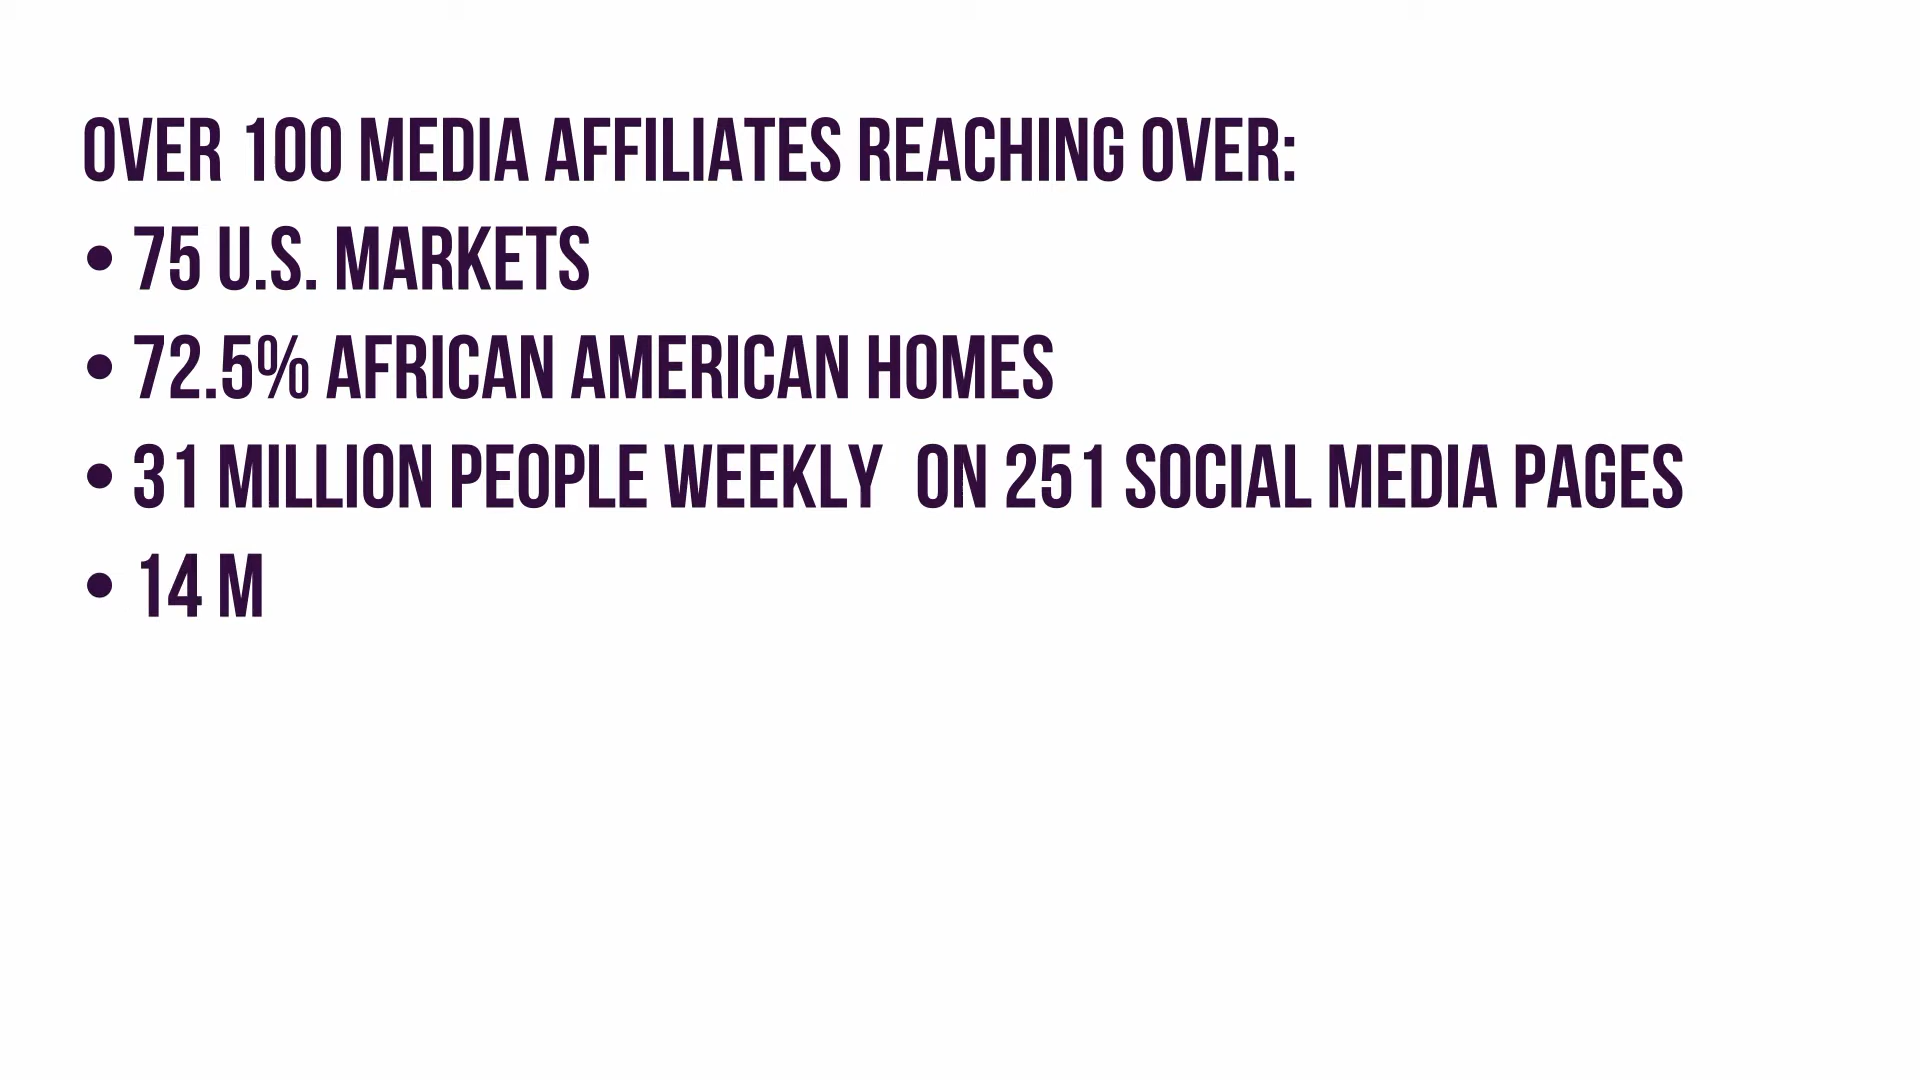 OVER 100 MEDIA AFFILIATES REACHING OVER:
• 75 U.S. MARKETS
• 72.5% AFRICAN AMERICAN HOMES
• 31 MILLION PEOPLE WEEKLY  ON 251 SOCIAL MEDIA PAGES
• 14 M